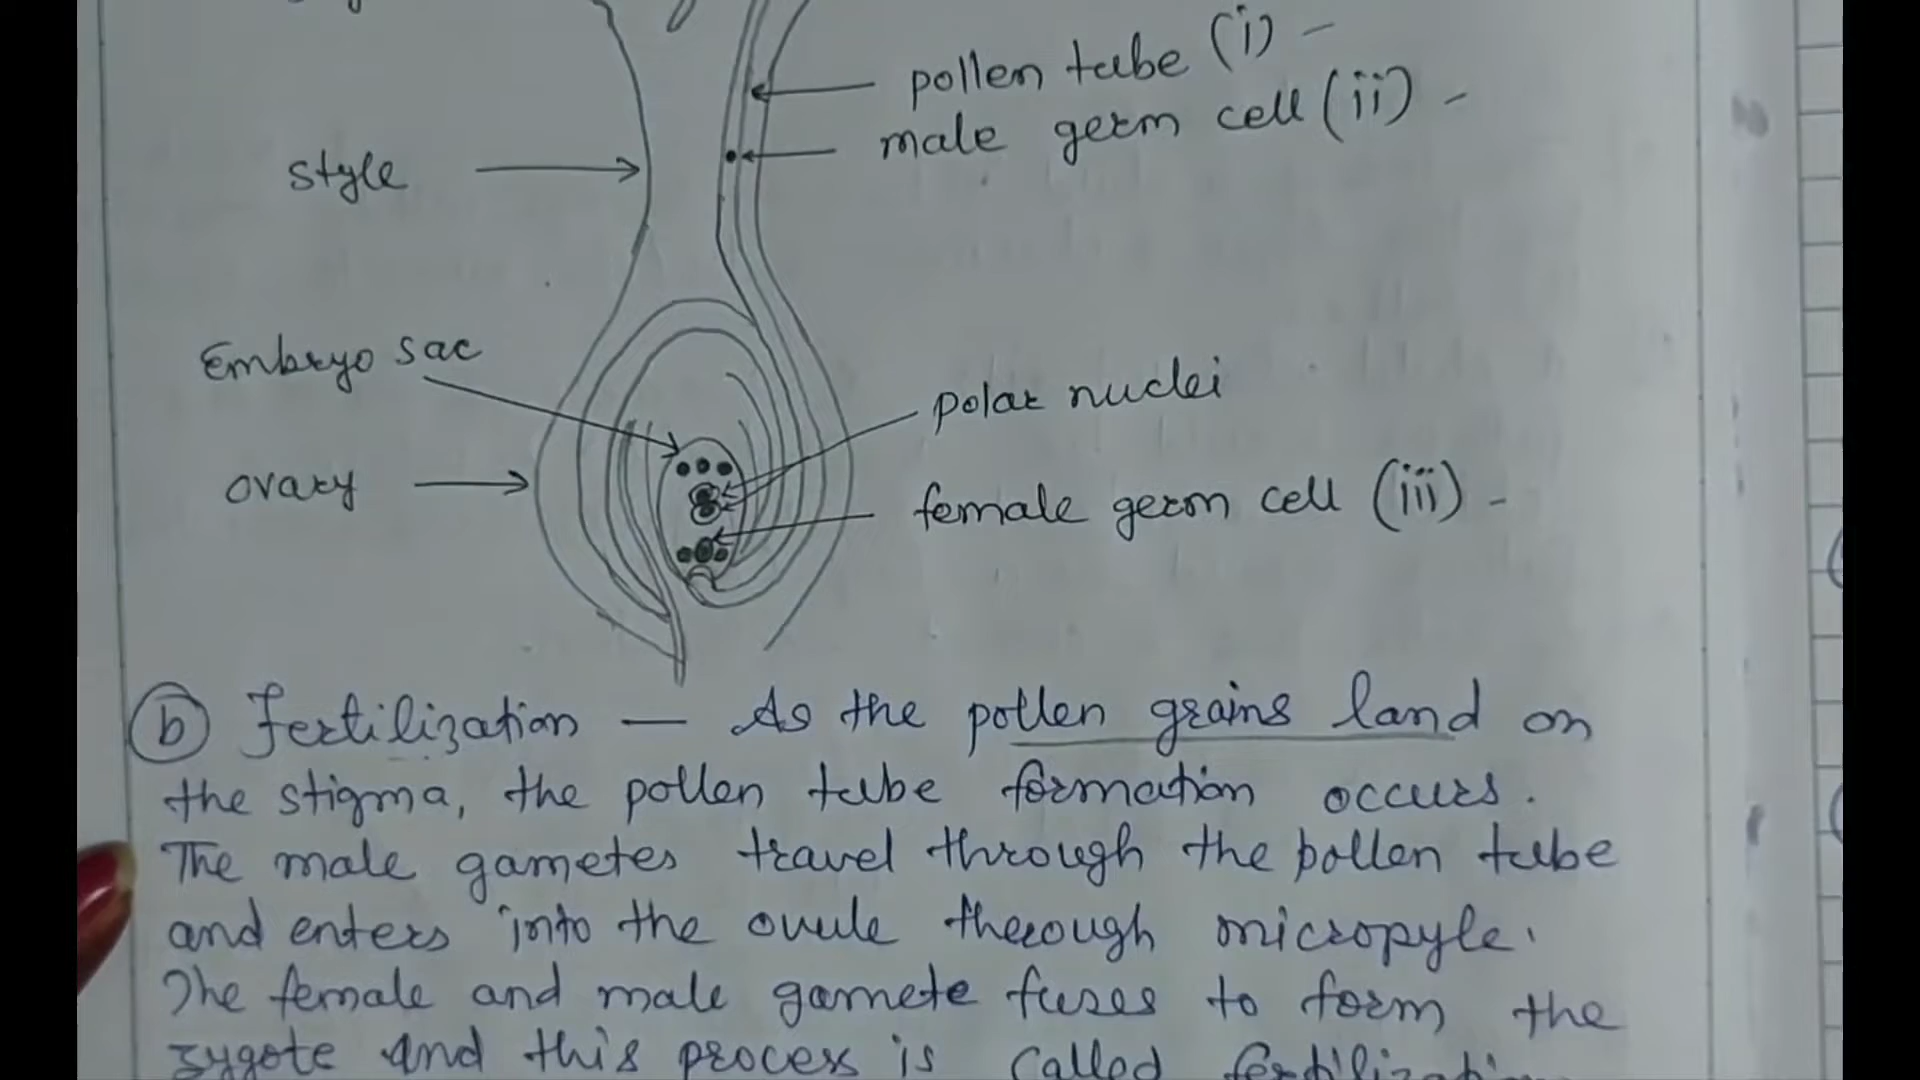 pollen tube (i) -
male germ cell (ii) -
style
Embryo sac
polar nuclei
ovary
female germ cell (iii) -
(b) Fertilization — As the pollen grains land on
the stigma, the pollen tube formation occurs.
The male gametes travel through the pollen tube
and enters into the ovule through micropyle.
The female and male gamete fuses to form the
zygote and this process is called